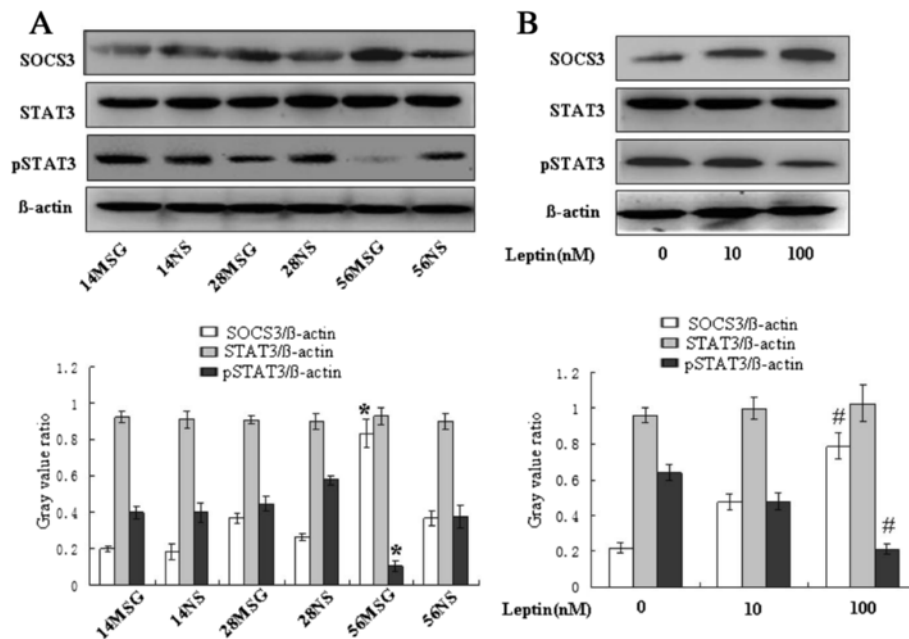 A
SOCS3
STAT3
pSTAT3
ß-actin
14MSG 14NS 28MSG 28NS 56MSG 56NS
B
SOCS3
STAT3
pSTAT3
ß-actin
Leptin(nM) 0 10 100
SOCS3/ß-actin
STAT3/ß-actin
pSTAT3/ß-actin
Gray value ratio
1.2
1
0.8
0.6
0.4
0.2
0
*
*
14MSG 14NS 28MSG 28NS 56MSG 56NS
SOCS3/ß-actin
STAT3/ß-actin
pSTAT3/ß-actin
Gray value ratio
1.2
1
0.8
0.6
0.4
0.2
0
#
#
Leptin(nM) 0 10 100